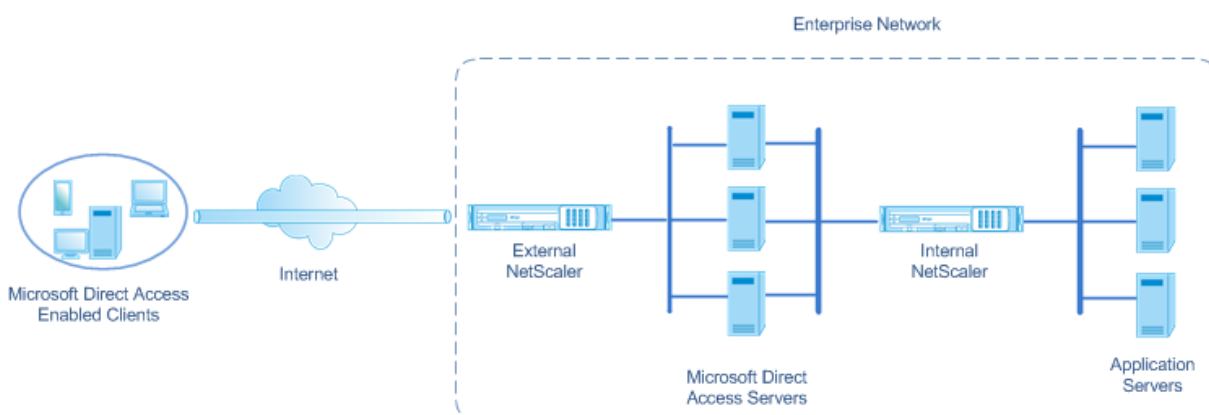 Enterprise Network
Microsoft Direct Access
Enabled Clients
Internet
External
NetScaler
Microsoft Direct
Access Servers
Internal
NetScaler
Application
Servers